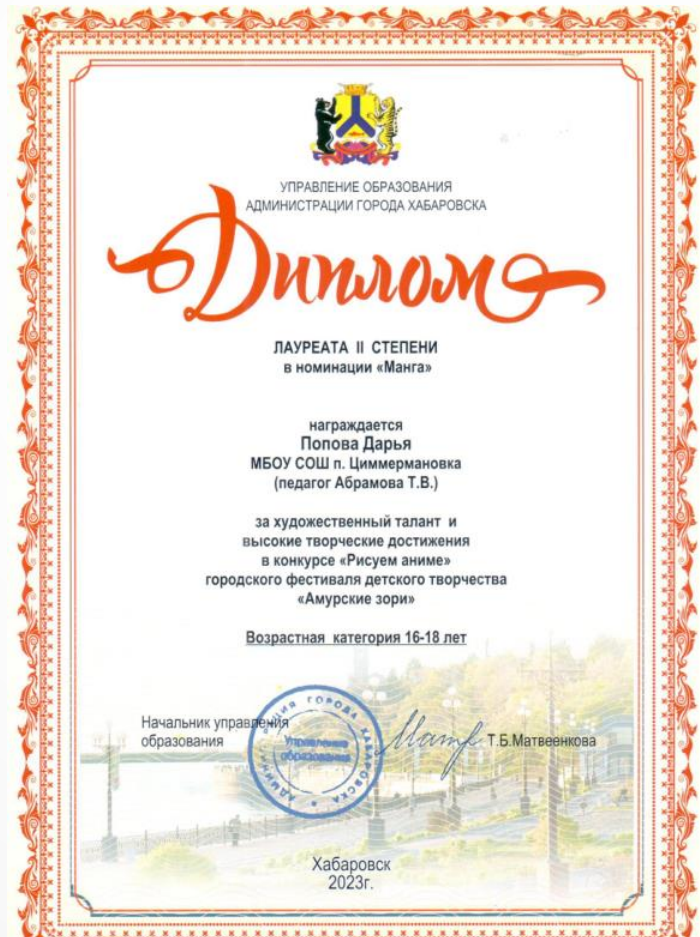 УПРАВЛЕНИЕ ОБРАЗОВАНИЯ
АДМИНИСТРАЦИИ ГОРОДА ХАБАРОВСКА
Диплом
ЛАУРЕАТА II СТЕПЕНИ
в номинации «Манга»
награждается
Попова Дарья
МБОУ СОШ п. Циммермановка
(педагог Абрамова Т.В.)
за художественный талант и
высокие творческие достижения
в конкурсе «Рисуем аниме»
городского фестиваля детского творчества
«Амурские зори»
Возрастная категория 16-18 лет
Начальник управления
образования
Управление
образования
Т.Б.Матвеенкова
Хабаровск
2023г.